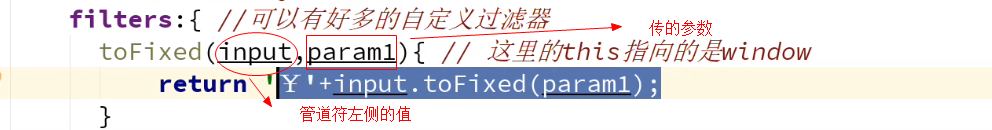 filters:{ //可以有好多的自定义过滤器
传的参数
toFixed(input,param1){ // 这里的this指向的是window
return '¥'+input.toFixed(param1);
管道符左侧的值
}